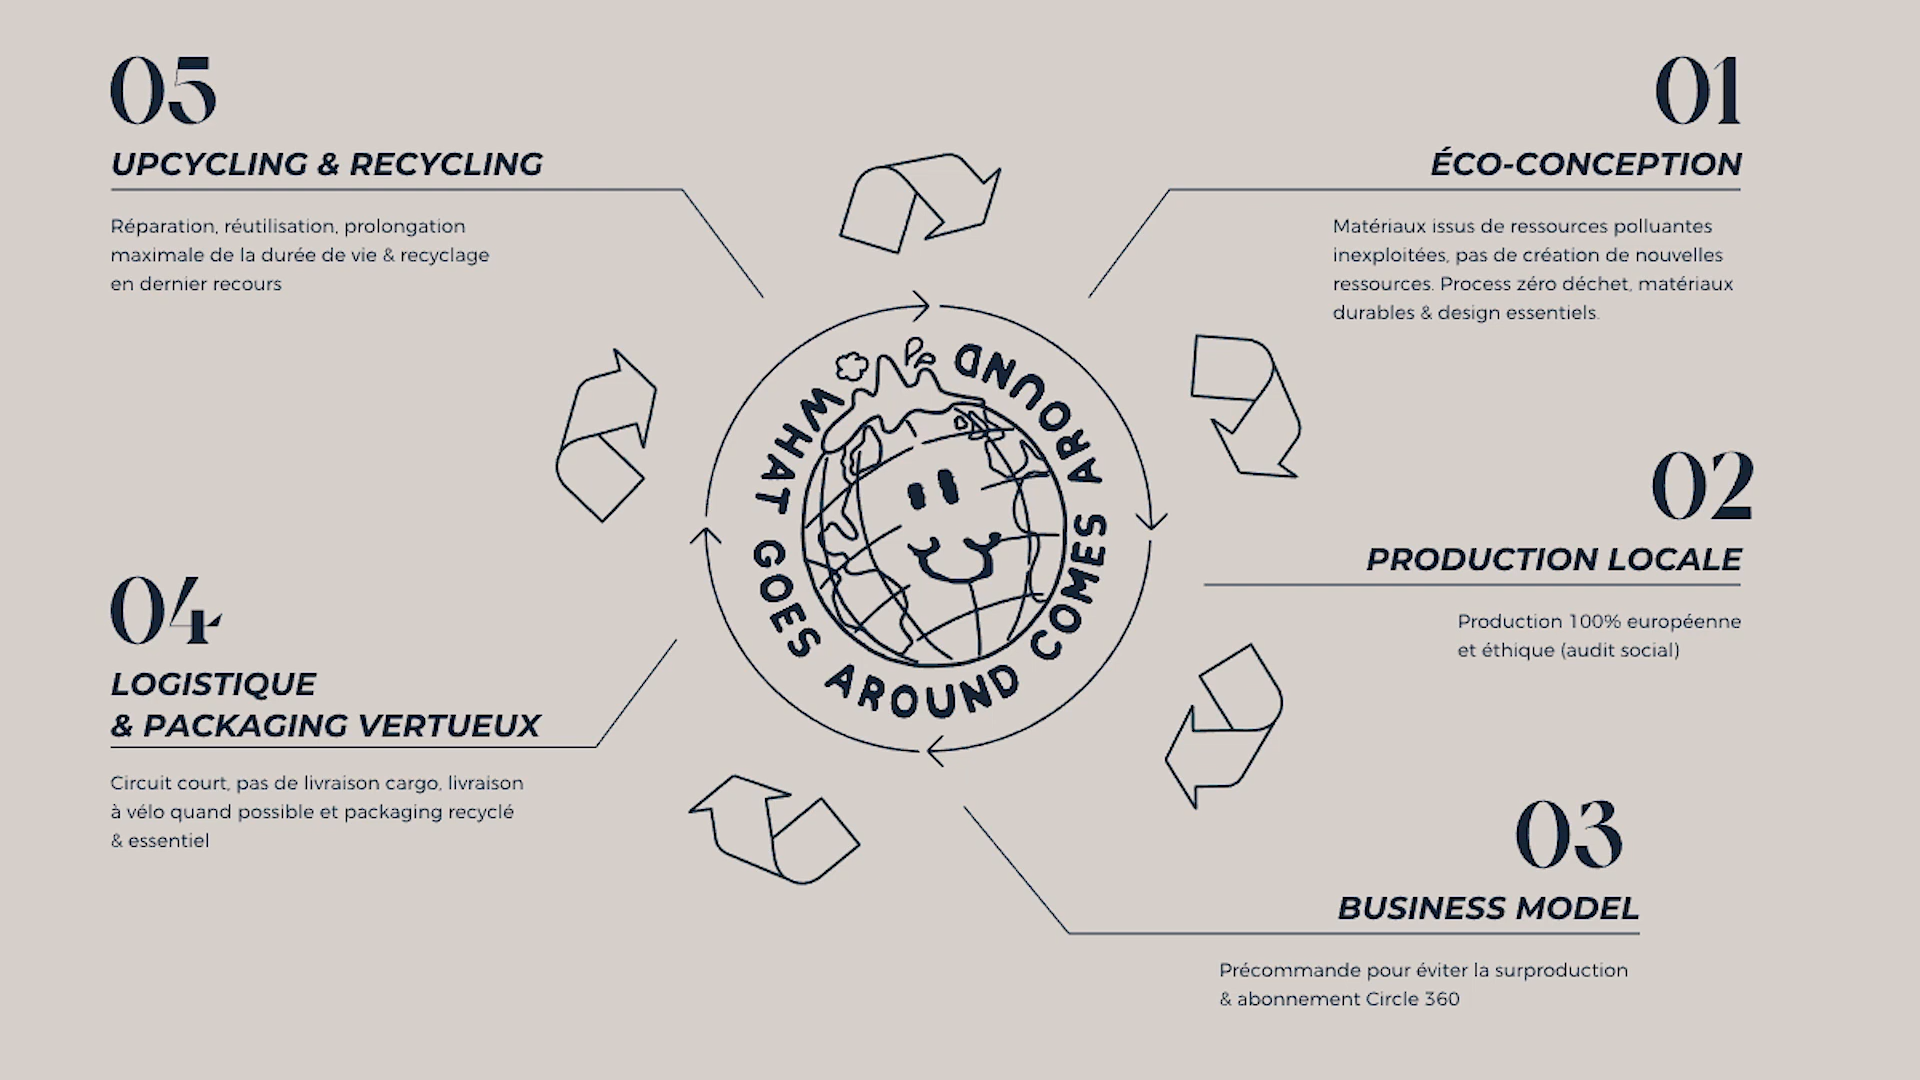 05
UPCYCLING & RECYCLING
Réparation, réutilisation, prolongation
maximale de la durée de vie & recyclage
en dernier recours
01
ÉCO-CONCEPTION
Matériaux issus de ressources polluantes
inexploitées, pas de création de nouvelles
ressources. Process zéro déchet, matériaux
durables & design essentiels.
WHAT GOES AROUND COMES AROUND
02
PRODUCTION LOCALE
Production 100% européenne
et éthique (audit social)
04
LOGISTIQUE
& PACKAGING VERTUEUX
Circuit court, pas de livraison cargo, livraison
à vélo quand possible et packaging recyclé
& essentiel
03
BUSINESS MODEL
Précommande pour éviter la surproduction
& abonnement Circle 360